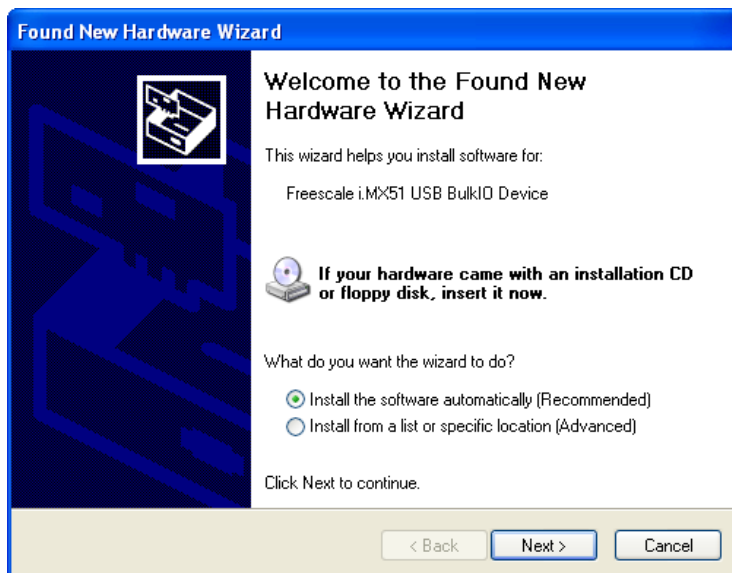 Found New Hardware Wizard
Welcome to the Found New
Hardware Wizard
This wizard helps you install software for:
Freescale i.MX51 USB BulkIO Device
If your hardware came with an installation CD
or floppy disk, insert it now.
What do you want the wizard to do?
Install the software automatically (Recommended)
Install from a list or specific location (Advanced)
Click Next to continue.
< Back Next > Cancel